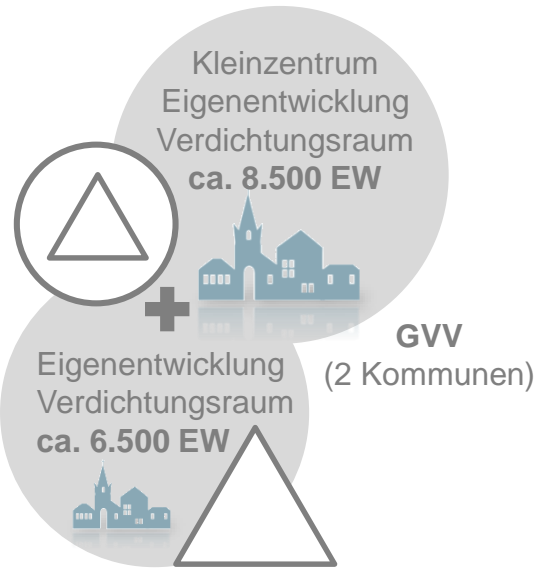 Kleinzentrum
Eigenentwicklung
Verdichtungsraum
ca. 8.500 EW
GVV
(2 Kommunen)
Eigenentwicklung
Verdichtungsraum
ca. 6.500 EW